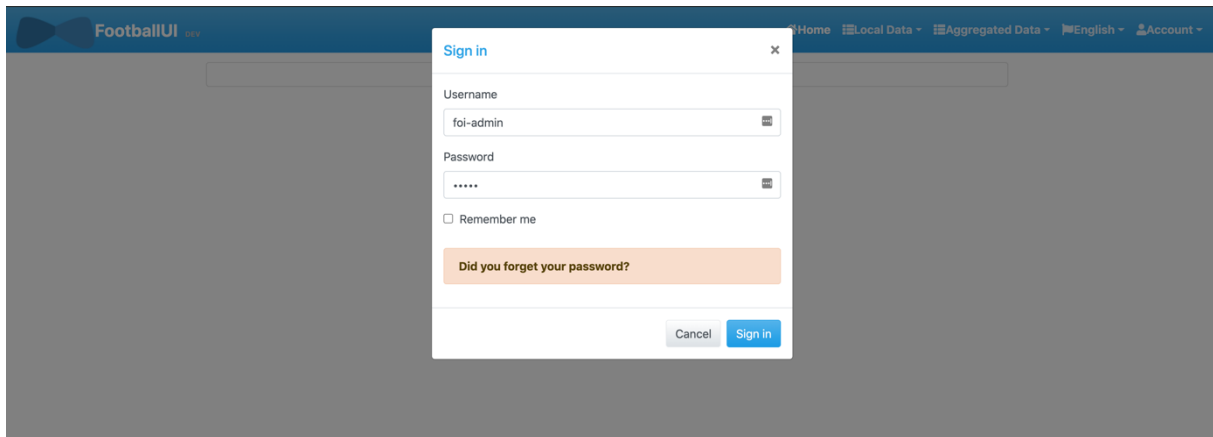 FootballUI DEV
Home Local Data Aggregated Data English Account
Sign in
Username
foi-admin
Password
•••••
Remember me
Did you forget your password?
Cancel Sign in